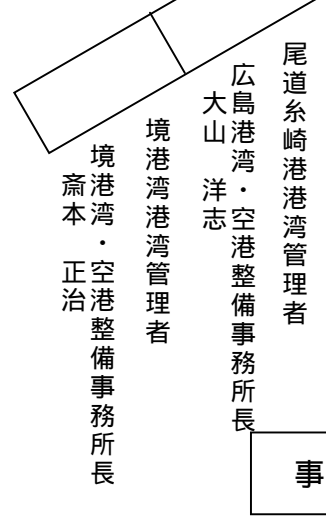 尾道糸崎港港湾管理者
広島港湾・空港整備事務所長
大山　洋志
境港湾港湾管理者
境港湾・空港整備事務所長
斎本　正治
事